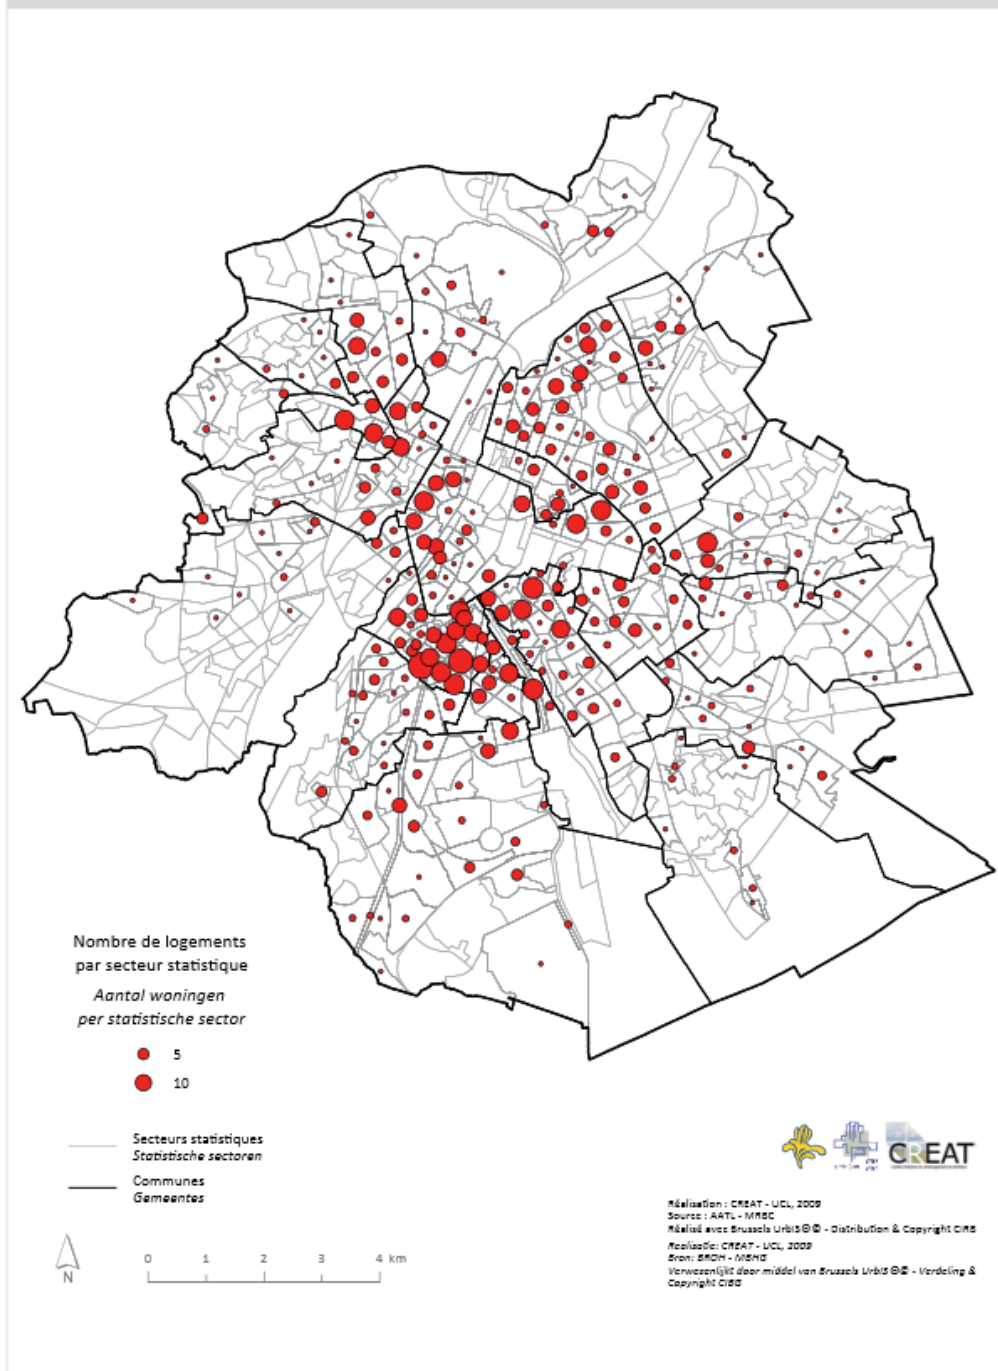 Nombre de logements
par secteur statistique
Aantal woningen
per statistische sector
5
10
Secteurs statistiques
Statistische sectoren
Communes
Gemeentes
N
0 1 2 3 4 km
CREAT
Réalisation : CREAT - UCL, 2009
Source : AATL - MRBC
Réalisé avec Brussels UrbIS®© - Distribution & Copyright CIRB
Realisatie: CREAT - UCL, 2009
Bron: BROH - MBHG
Verwezenlijkt door middel van Brussels UrbIS®© - Verdeling &
Copyright CIBG